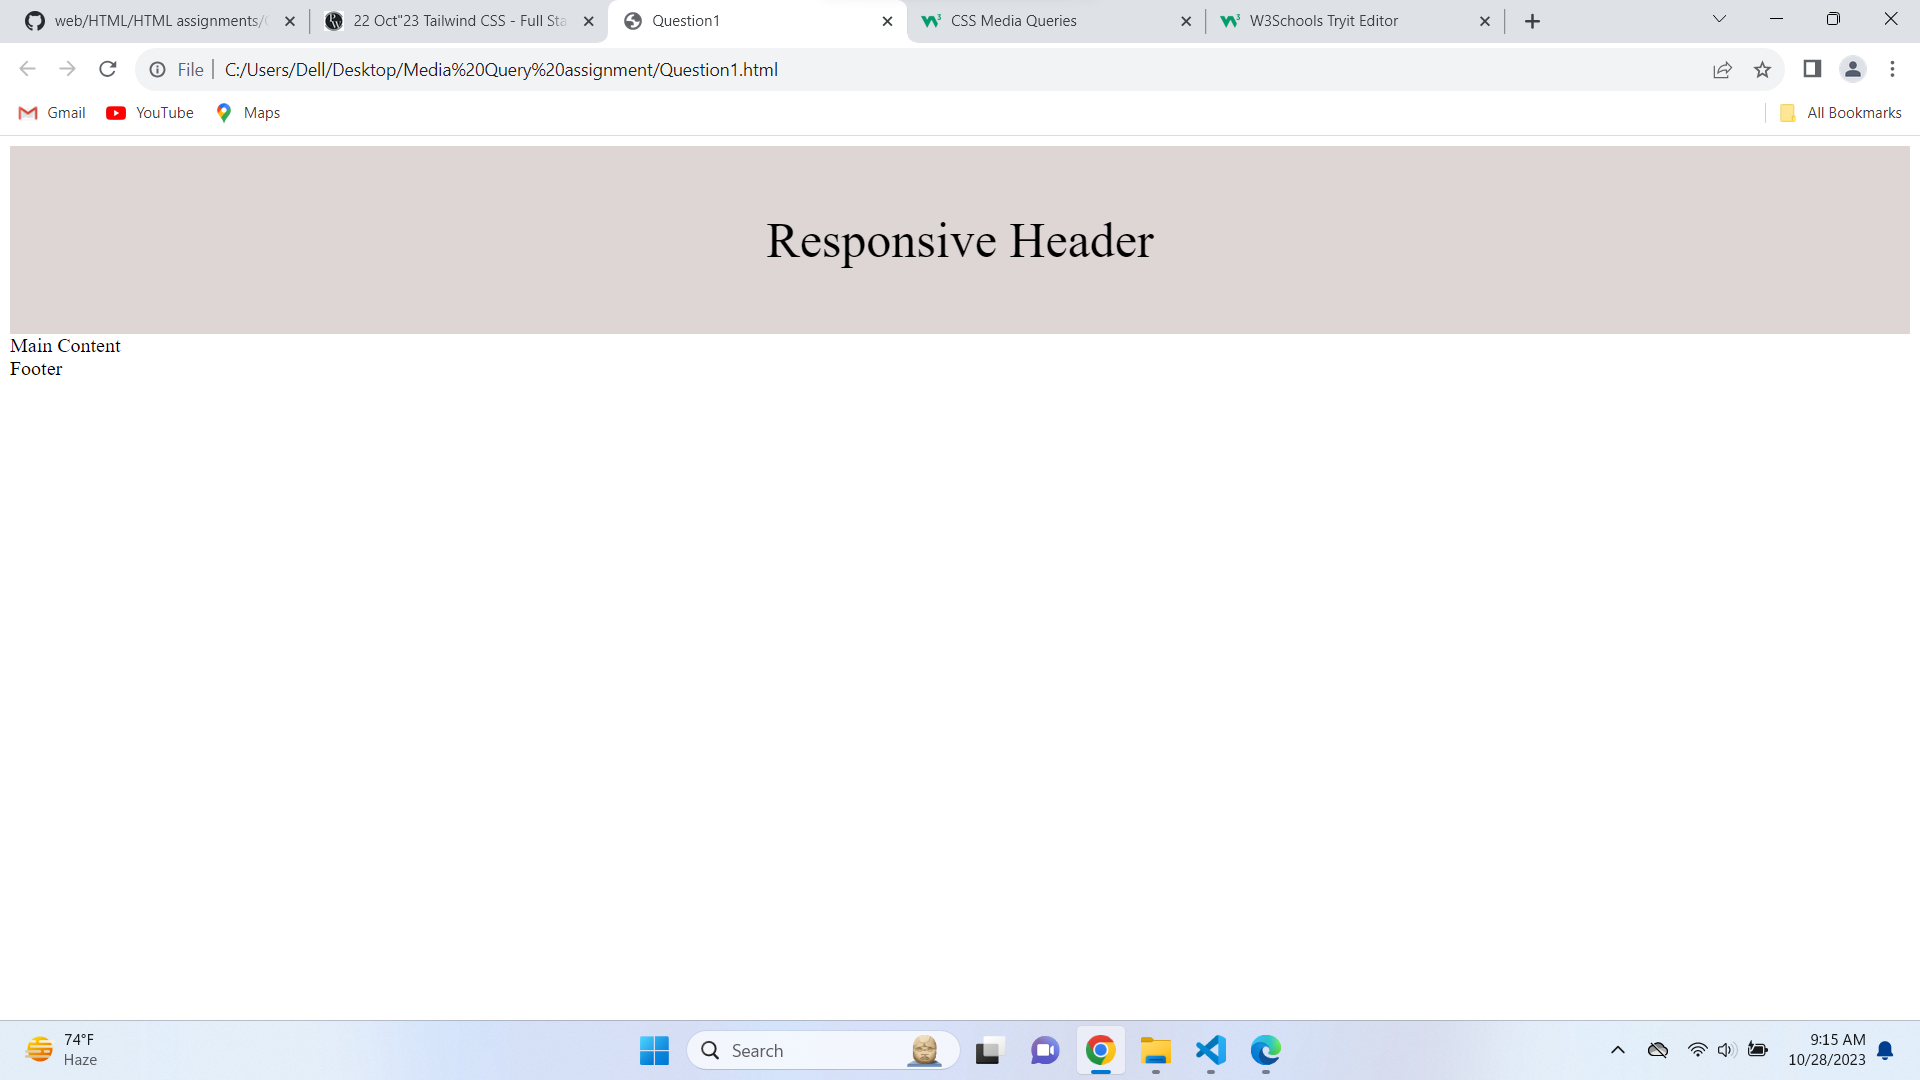 web/HTML/HTML assignments/
22 Oct"23 Tailwind CSS - Full Sta
Question1
CSS Media Queries
W3Schools Tryit Editor
File
C:/Users/Dell/Desktop/Media%20Query%20assignment/Question1.html
Gmail
YouTube
Maps
All Bookmarks
Responsive Header
Main Content
Footer
74°F
Haze
Search
9:15 AM
10/28/2023